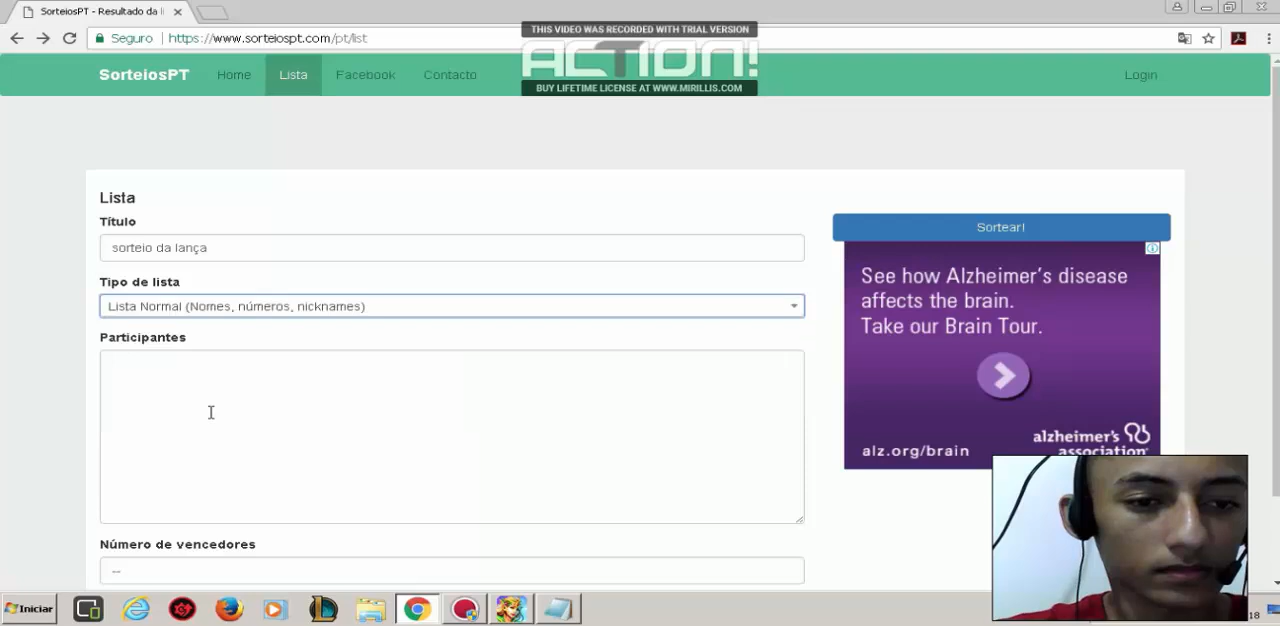 SorteiosPT - Resultado da li
Seguro https://www.sorteiospt.com/pt/list
THIS VIDEO WAS RECORDED WITH TRIAL VERSION
ACTION!
BUY LIFETIME LICENSE AT WWW.MIRILLIS.COM
SorteiosPT Home Lista Facebook Contacto Login
Lista
Título
sorteio da lança
Sortear!
Tipo de lista
Lista Normal (Nomes, números, nicknames)
Participantes
See how Alzheimer's disease
affects the brain.
Take our Brain Tour.
alz.org/brain
alzheimer's
association
Número de vencedores
--
Iniciar
18